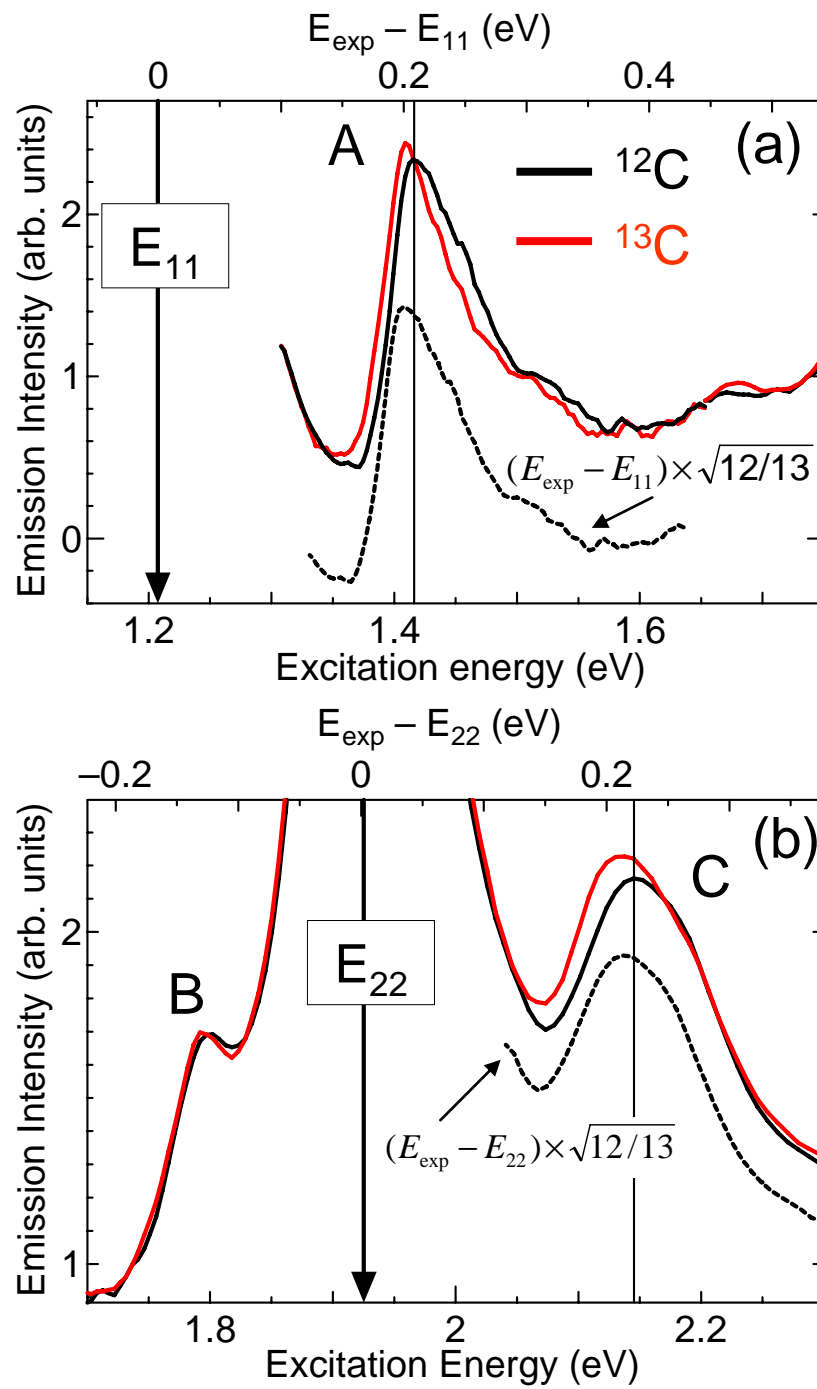 E_exp – E_11 (eV)
0 0.2 0.4
A (a)
^12C
^13C
E_11
(E_exp − E_11) × √12/13
2
1
0
Emission Intensity (arb. units)
1.2 1.4 1.6
Excitation energy (eV)
E_exp – E_22 (eV)
–0.2 0 0.2
(b)
C
B
E_22
(E_exp − E_22) × √12/13
2
1
Emission Intensity (arb. units)
1.8 2 2.2
Excitation Energy (eV)